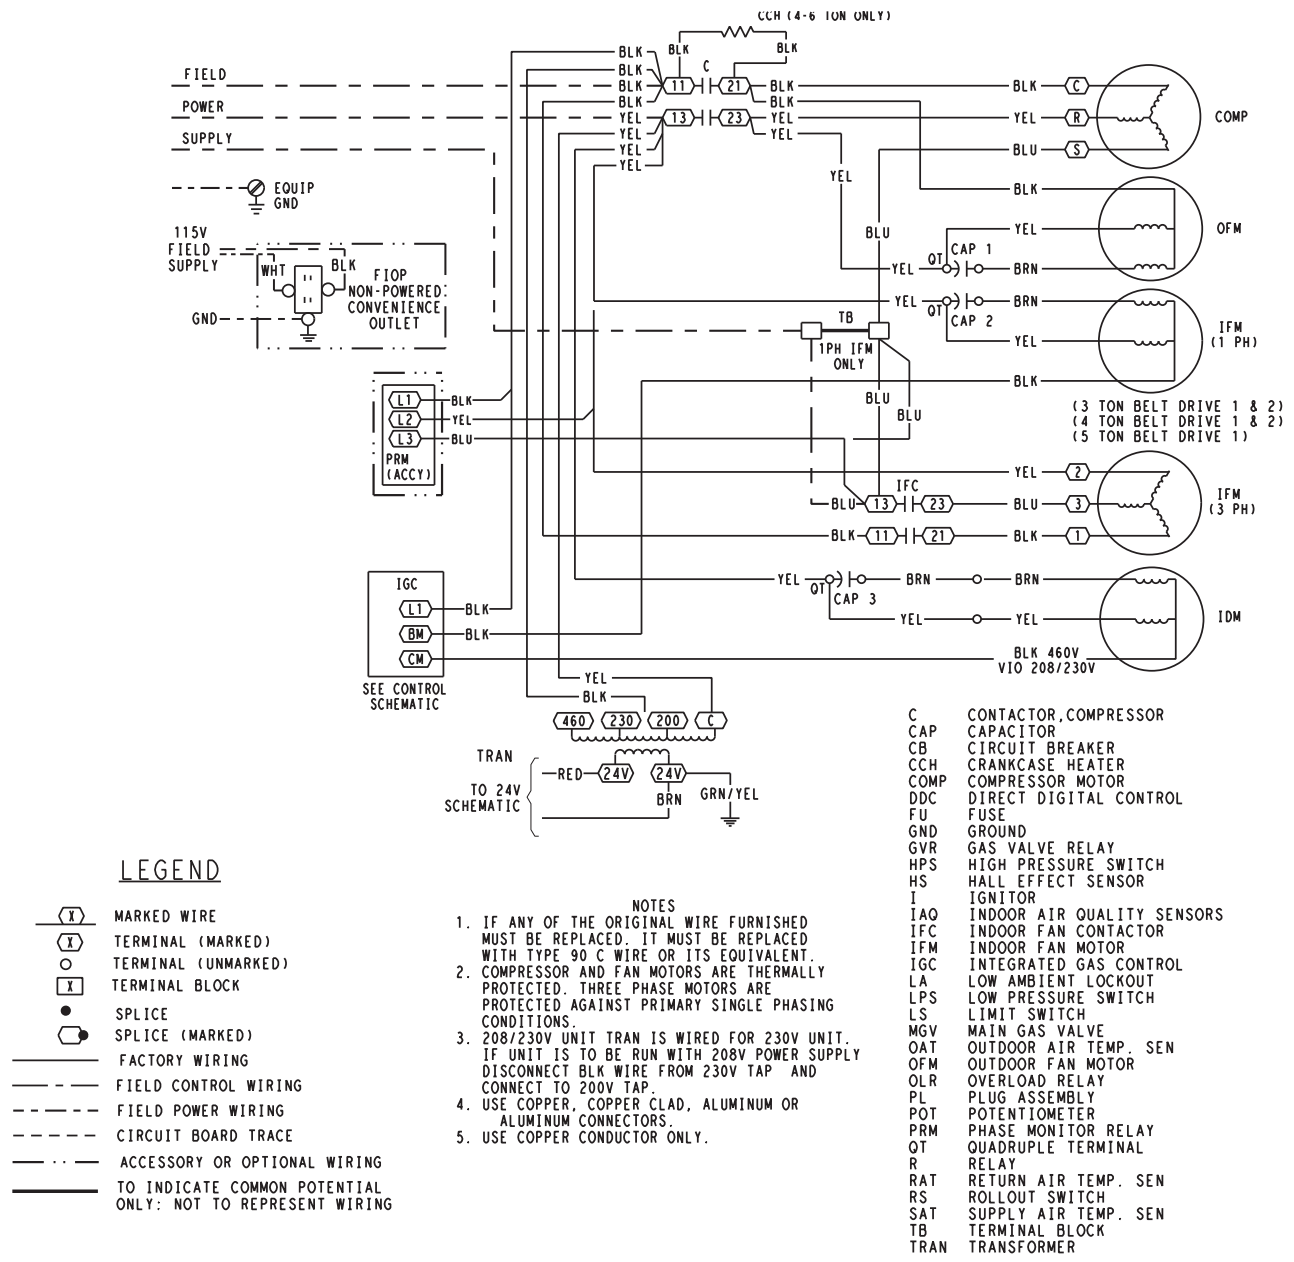 CCH (4-6 TON ONLY)
BLK
BLK
BLK
C
BLK
FIELD
BLK
11
21
BLK
BLK
C
BLK
BLK
POWER
YEL
13
23
YEL
YEL
R
COMP
YEL
YEL
SUPPLY
YEL
BLU
S
YEL
YEL
EQUIP
GND
BLK
115V
FIELD
SUPPLY
WHT
BLK
FIOP
NON-POWERED
CONVENIENCE
OUTLET
GND
BLU
YEL
OFM
QT
CAP 1
YEL
BRN
YEL
BRN
QT
CAP 2
TB
YEL
IFM
(1 PH)
1PH IFM
ONLY
BLK
L1
BLK
L2
YEL
L3
BLU
PRM
(ACCY)
BLU
BLU
(3 TON BELT DRIVE 1 & 2)
(4 TON BELT DRIVE 1 & 2)
(5 TON BELT DRIVE 1)
YEL
2
IFC
BLU
13
23
BLU
3
IFM
(3 PH)
BLK
11
21
BLK
1
IGC
YEL
BRN
BRN
QT
CAP 3
L1
BLK
YEL
YEL
IDM
BM
BLK
CM
BLK 460V
VIO 208/230V
SEE CONTROL
SCHEMATIC
YEL
BLK
460
230
200
C
TRAN
RED
24V
24V
TO 24V
SCHEMATIC
BRN
GRN/YEL
C CONTACTOR,COMPRESSOR
CAP CAPACITOR
CB CIRCUIT BREAKER
CCH CRANKCASE HEATER
COMP COMPRESSOR MOTOR
DDC DIRECT DIGITAL CONTROL
FU FUSE
GND GROUND
GVR GAS VALVE RELAY
HPS HIGH PRESSURE SWITCH
HS HALL EFFECT SENSOR
I IGNITOR
IAQ INDOOR AIR QUALITY SENSORS
IFC INDOOR FAN CONTACTOR
IFM INDOOR FAN MOTOR
IGC INTEGRATED GAS CONTROL
LA LOW AMBIENT LOCKOUT
LPS LOW PRESSURE SWITCH
LS LIMIT SWITCH
MGV MAIN GAS VALVE
OAT OUTDOOR AIR TEMP. SEN
OFM OUTDOOR FAN MOTOR
OLR OVERLOAD RELAY
PL PLUG ASSEMBLY
POT POTENTIOMETER
PRM PHASE MONITOR RELAY
QT QUADRUPLE TERMINAL
R RELAY
RAT RETURN AIR TEMP. SEN
RS ROLLOUT SWITCH
SAT SUPPLY AIR TEMP. SEN
TB TERMINAL BLOCK
TRAN TRANSFORMER
LEGEND
X MARKED WIRE
X TERMINAL (MARKED)
TERMINAL (UNMARKED)
X TERMINAL BLOCK
SPLICE
SPLICE (MARKED)
FACTORY WIRING
FIELD CONTROL WIRING
FIELD POWER WIRING
CIRCUIT BOARD TRACE
ACCESSORY OR OPTIONAL WIRING
TO INDICATE COMMON POTENTIAL
ONLY: NOT TO REPRESENT WIRING
NOTES
1. IF ANY OF THE ORIGINAL WIRE FURNISHED
MUST BE REPLACED. IT MUST BE REPLACED
WITH TYPE 90 C WIRE OR ITS EQUIVALENT.
2. COMPRESSOR AND FAN MOTORS ARE THERMALLY
PROTECTED. THREE PHASE MOTORS ARE
PROTECTED AGAINST PRIMARY SINGLE PHASING
CONDITIONS.
3. 208/230V UNIT TRAN IS WIRED FOR 230V UNIT.
IF UNIT IS TO BE RUN WITH 208V POWER SUPPLY
DISCONNECT BLK WIRE FROM 230V TAP AND
CONNECT TO 200V TAP.
4. USE COPPER, COPPER CLAD, ALUMINUM OR
ALUMINUM CONNECTORS.
5. USE COPPER CONDUCTOR ONLY.